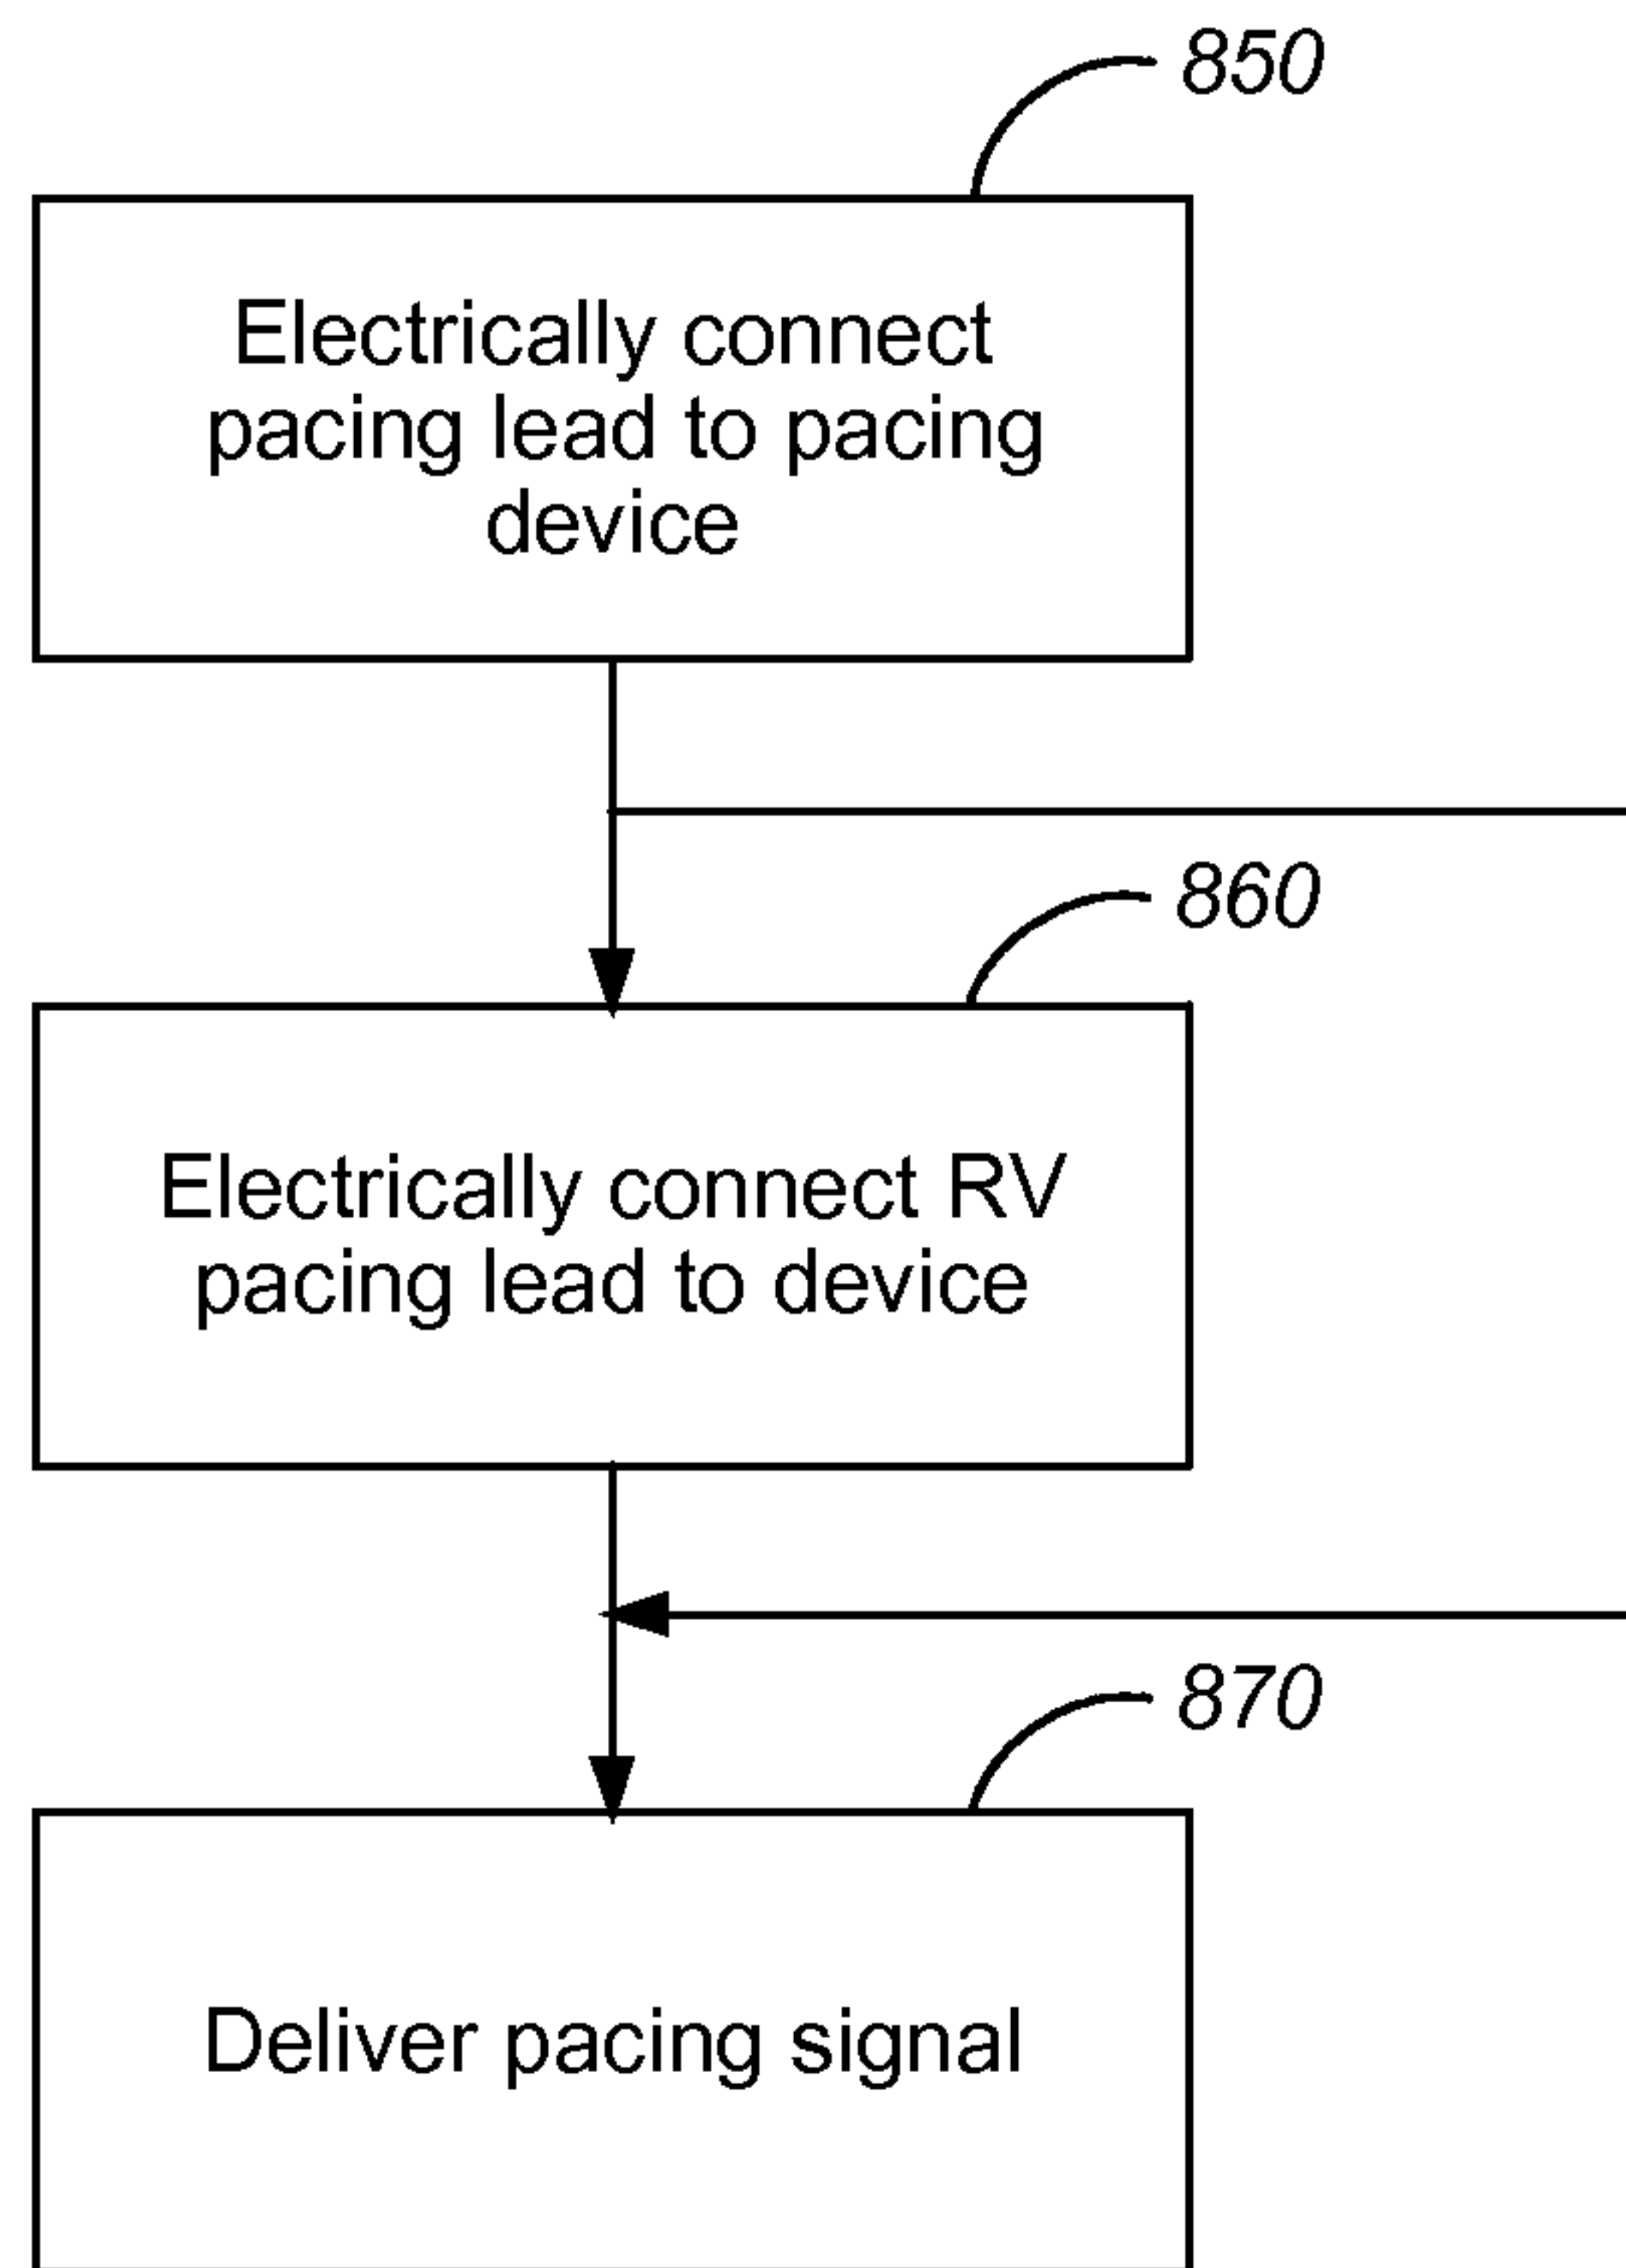 850
Electrically connect
pacing lead to pacing
device
860
Electrically connect RV
pacing lead to device
870
Deliver pacing signal